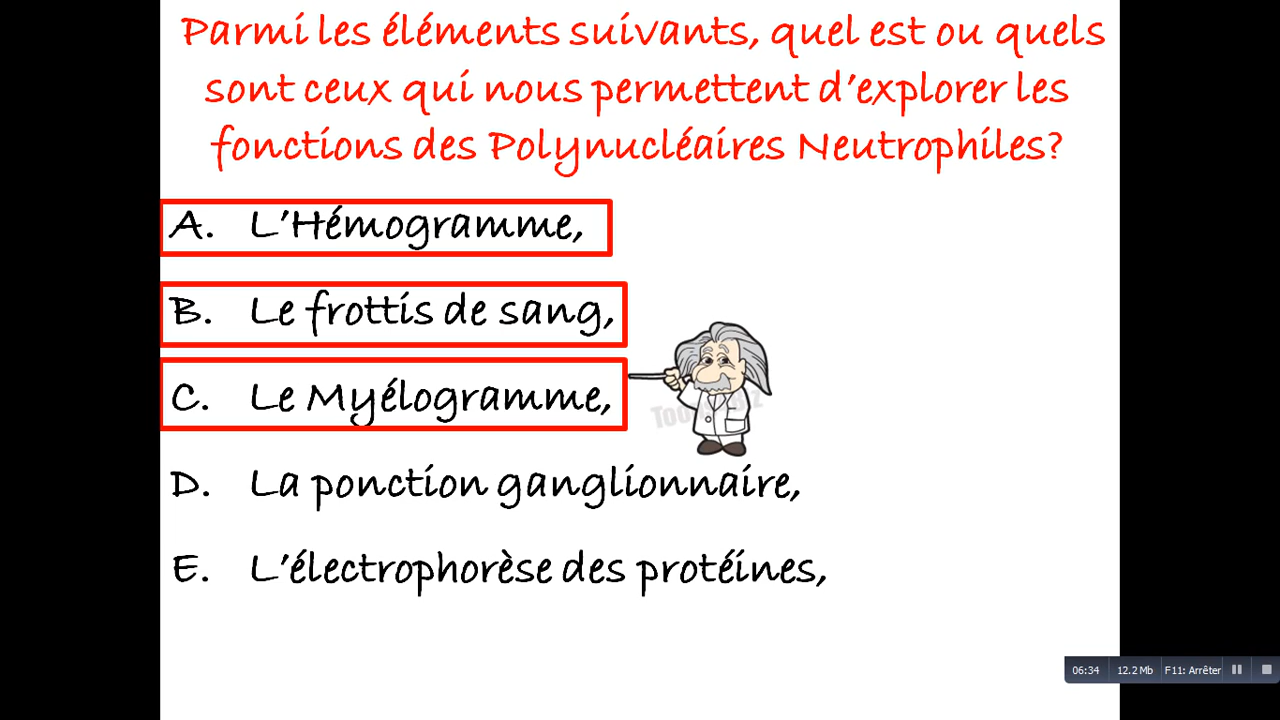 Parmi les éléments suivants, quel est ou quels
sont ceux qui nous permettent d'explorer les
fonctions des Polynucléaires Neutrophiles?
A. L'Hémogramme,
B. Le frottis de sang,
C. Le Myélogramme,
D. La ponction ganglionnaire,
E. L'électrophorèse des protéines,
06:34 12.2 Mb F11: Arrêter